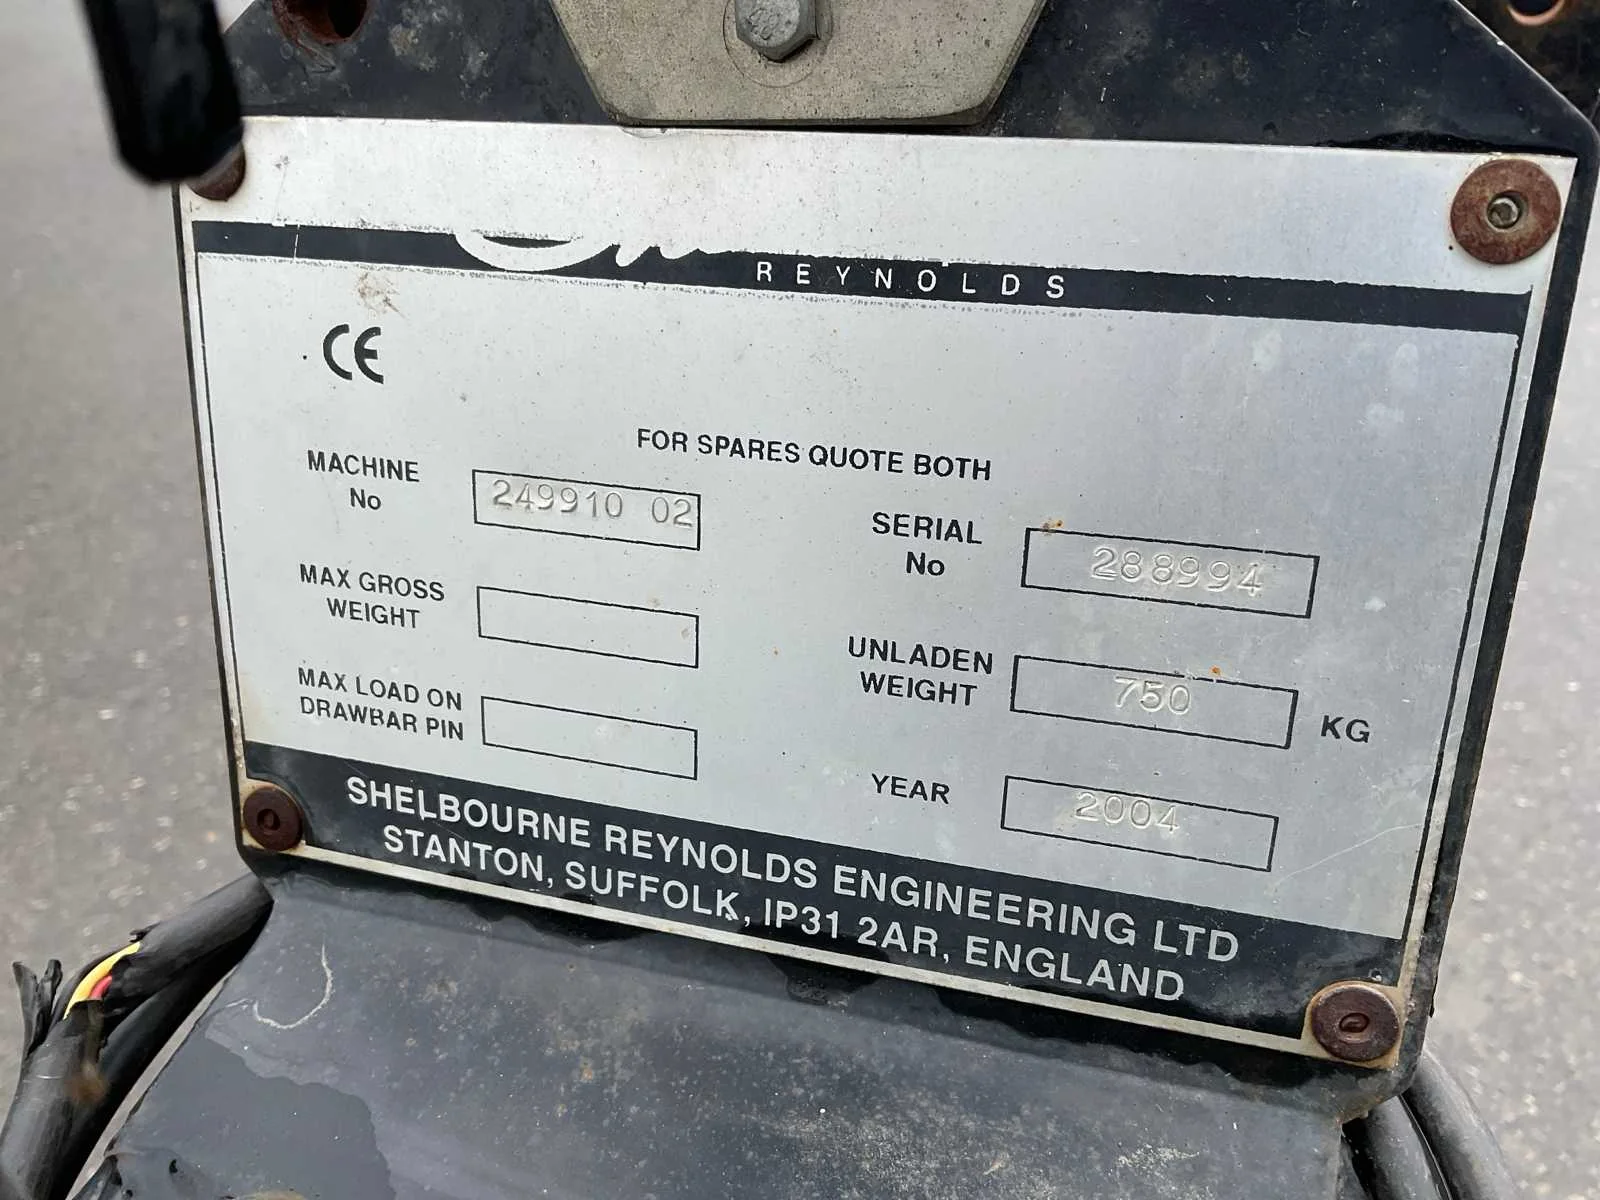 REYNOLDS
CE
FOR SPARES QUOTE BOTH
MACHINE
No
249910 02
SERIAL
No
288994
MAX GROSS
WEIGHT
UNLADEN
WEIGHT
750
KG
MAX LOAD ON
DRAWBAR PIN
YEAR
2004
SHELBOURNE REYNOLDS ENGINEERING LTD
STANTON, SUFFOLK, IP31 2AR, ENGLAND